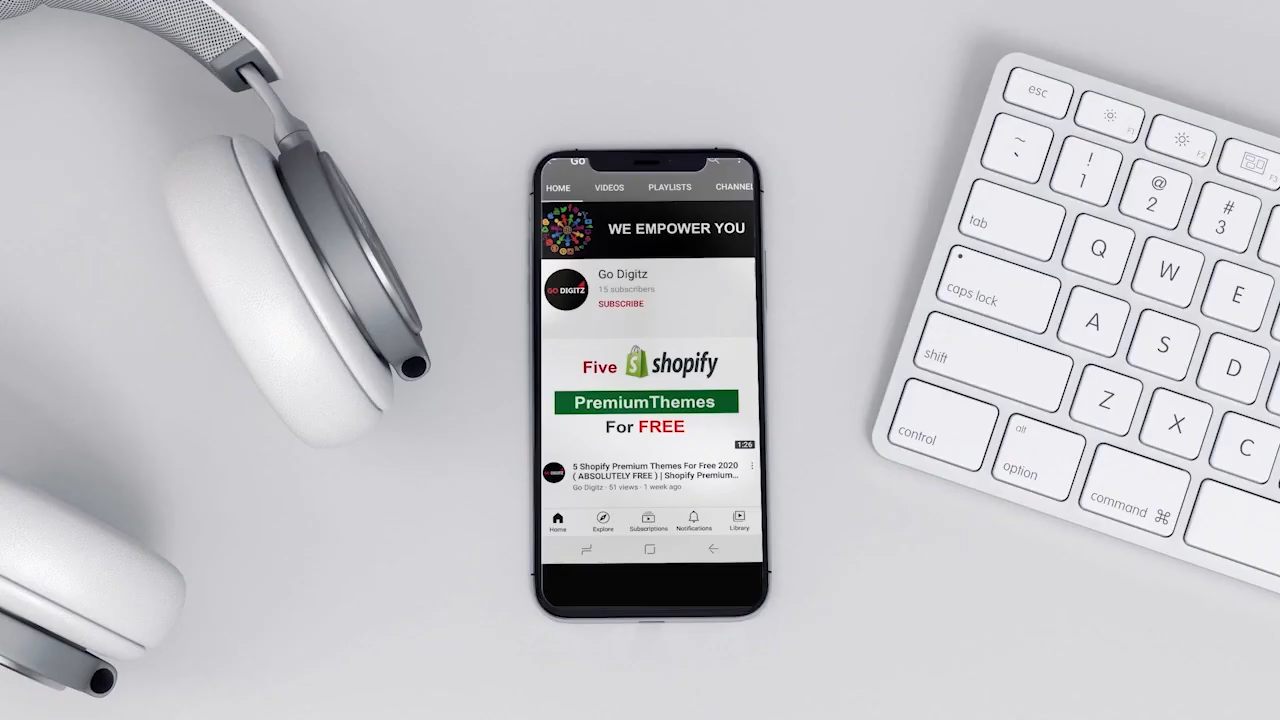 GO
HOME VIDEOS PLAYLISTS CHANNEL
WE EMPOWER YOU
GO DIGITZ
Go Digitz
15 subscribers
SUBSCRIBE
Five shopify
PremiumThemes
For FREE
1:26
5 Shopify Premium Themes For Free 2020
( ABSOLUTELY FREE ) | Shopify Premium...
Go Digitz · 51 views · 1 week ago
Home Explore Subscriptions Notifications Library
esc F1 F2 F3
~ ! @ #
` 1 2 3
tab Q W E
caps lock A S D
shift Z X C
control alt option command ⌘